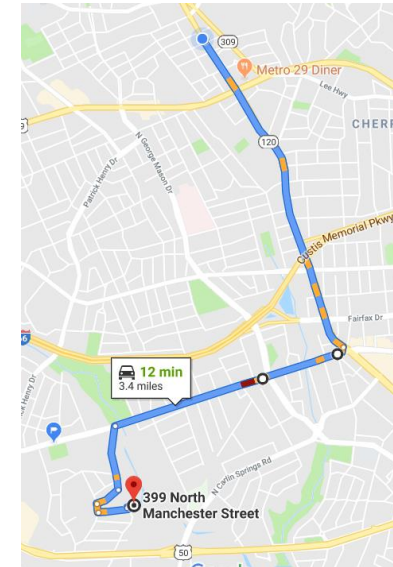 309
Metro 29 Diner
Lee Hwy
CHERR
120
N George Mason Dr
Patrick Henry Dr
Custis Memorial Pkwy
Fairfax Dr
12 min
3.4 miles
N Carlin Springs Rd
399 North
Manchester Street
50